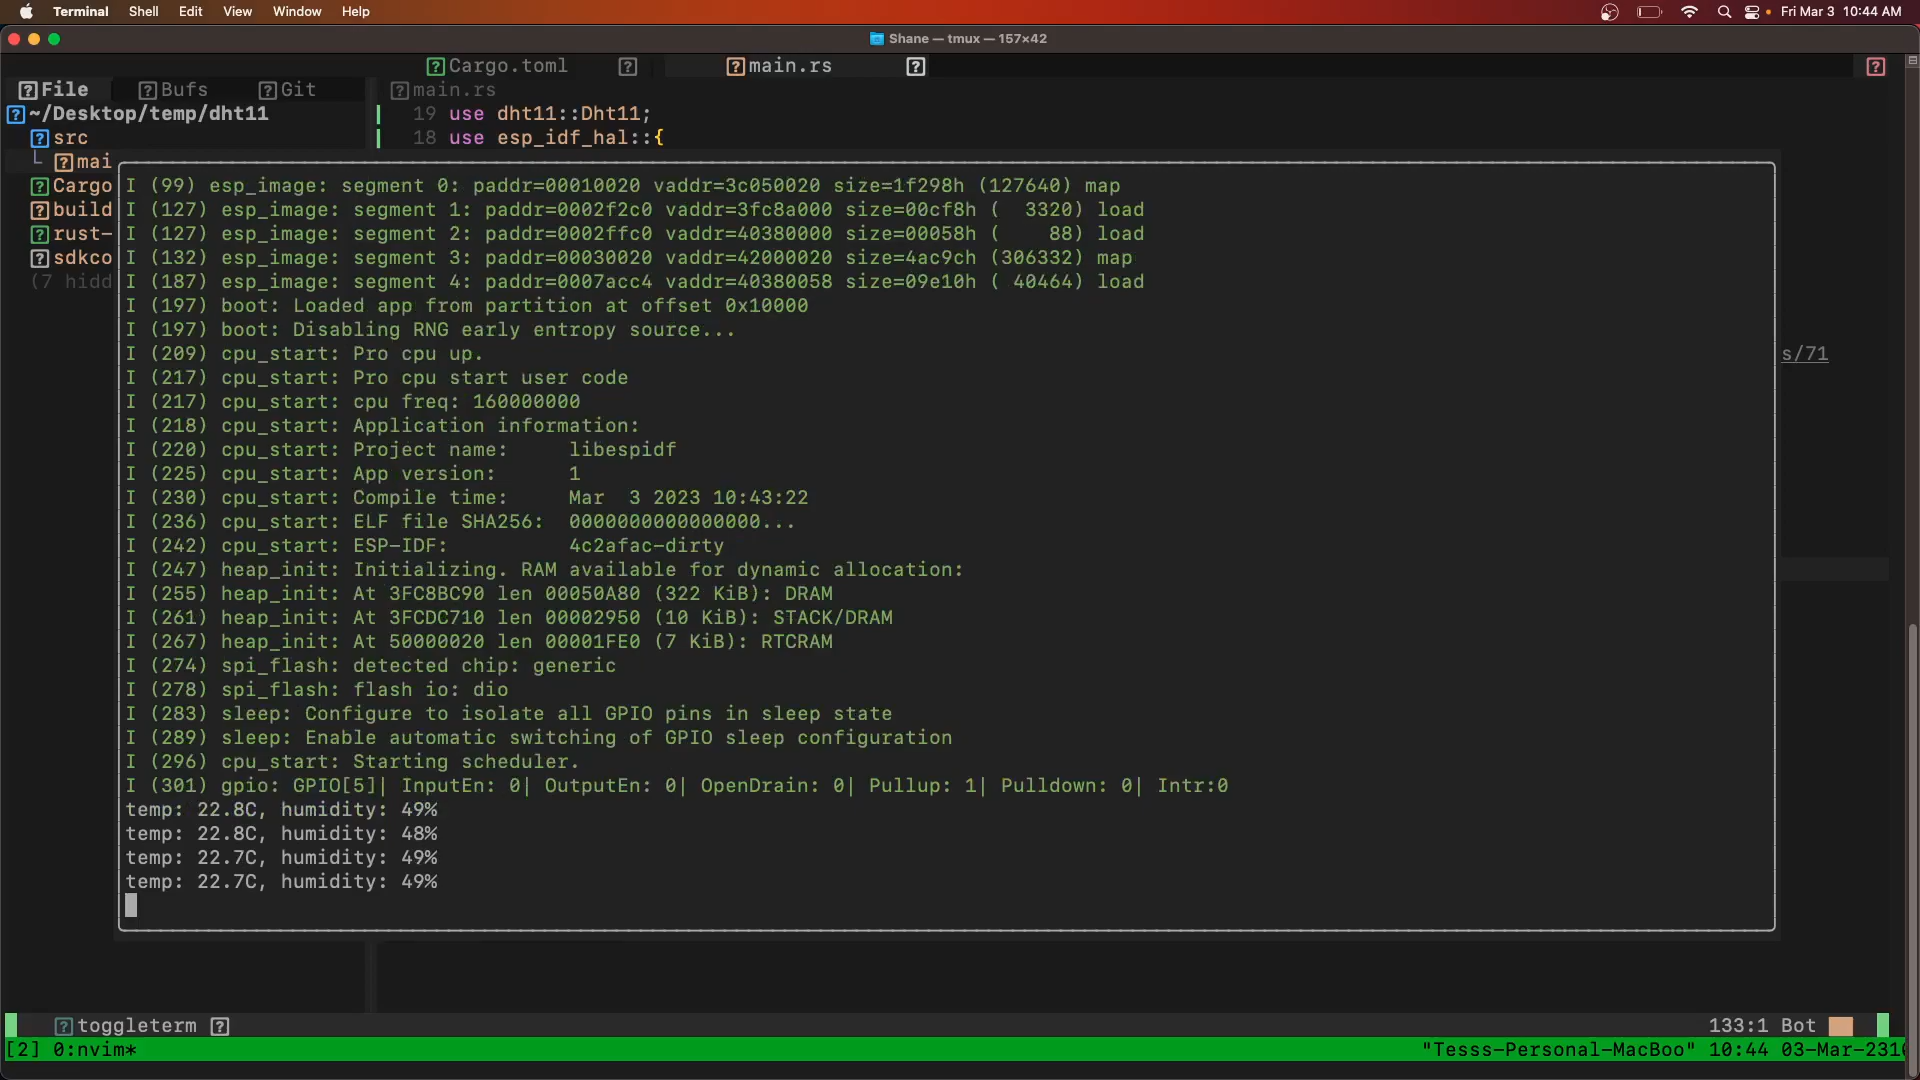 Terminal Shell Edit View Window Help Fri Mar 3 10:44 AM
Shane — tmux — 157×42
Cargo.toml main.rs
File Bufs Git main.rs
~/Desktop/temp/dht11 19 use dht11::Dht11;
src 18 use esp_idf_hal::{
mai
I (99) esp_image: segment 0: paddr=00010020 vaddr=3c050020 size=1f298h (127640) map
Cargo
I (127) esp_image: segment 1: paddr=0002f2c0 vaddr=3fc8a000 size=00cf8h (  3320) load
build
I (127) esp_image: segment 2: paddr=0002ffc0 vaddr=40380000 size=00058h (    88) load
rust-
I (132) esp_image: segment 3: paddr=00030020 vaddr=42000020 size=4ac9ch (306332) map
sdkco
I (187) esp_image: segment 4: paddr=0007acc4 vaddr=40380058 size=09e10h ( 40464) load
(7 hidd
I (197) boot: Loaded app from partition at offset 0x10000
I (197) boot: Disabling RNG early entropy source...
I (209) cpu_start: Pro cpu up.
s/71
I (217) cpu_start: Pro cpu start user code
I (217) cpu_start: cpu freq: 160000000
I (218) cpu_start: Application information:
I (220) cpu_start: Project name:     libespidf
I (225) cpu_start: App version:      1
I (230) cpu_start: Compile time:     Mar  3 2023 10:43:22
I (236) cpu_start: ELF file SHA256:  0000000000000000...
I (242) cpu_start: ESP-IDF:          4c2afac-dirty
I (247) heap_init: Initializing. RAM available for dynamic allocation:
I (255) heap_init: At 3FC8BC90 len 00050A80 (322 KiB): DRAM
I (261) heap_init: At 3FCDC710 len 00002950 (10 KiB): STACK/DRAM
I (267) heap_init: At 50000020 len 00001FE0 (7 KiB): RTCRAM
I (274) spi_flash: detected chip: generic
I (278) spi_flash: flash io: dio
I (283) sleep: Configure to isolate all GPIO pins in sleep state
I (289) sleep: Enable automatic switching of GPIO sleep configuration
I (296) cpu_start: Starting scheduler.
I (301) gpio: GPIO[5]| InputEn: 0| OutputEn: 0| OpenDrain: 0| Pullup: 1| Pulldown: 0| Intr:0
temp: 22.8C, humidity: 49%
temp: 22.8C, humidity: 48%
temp: 22.7C, humidity: 49%
temp: 22.7C, humidity: 49%
toggleterm 133:1 Bot
[2] 0:nvim* "Tesss-Personal-MacBoo" 10:44 03-Mar-231